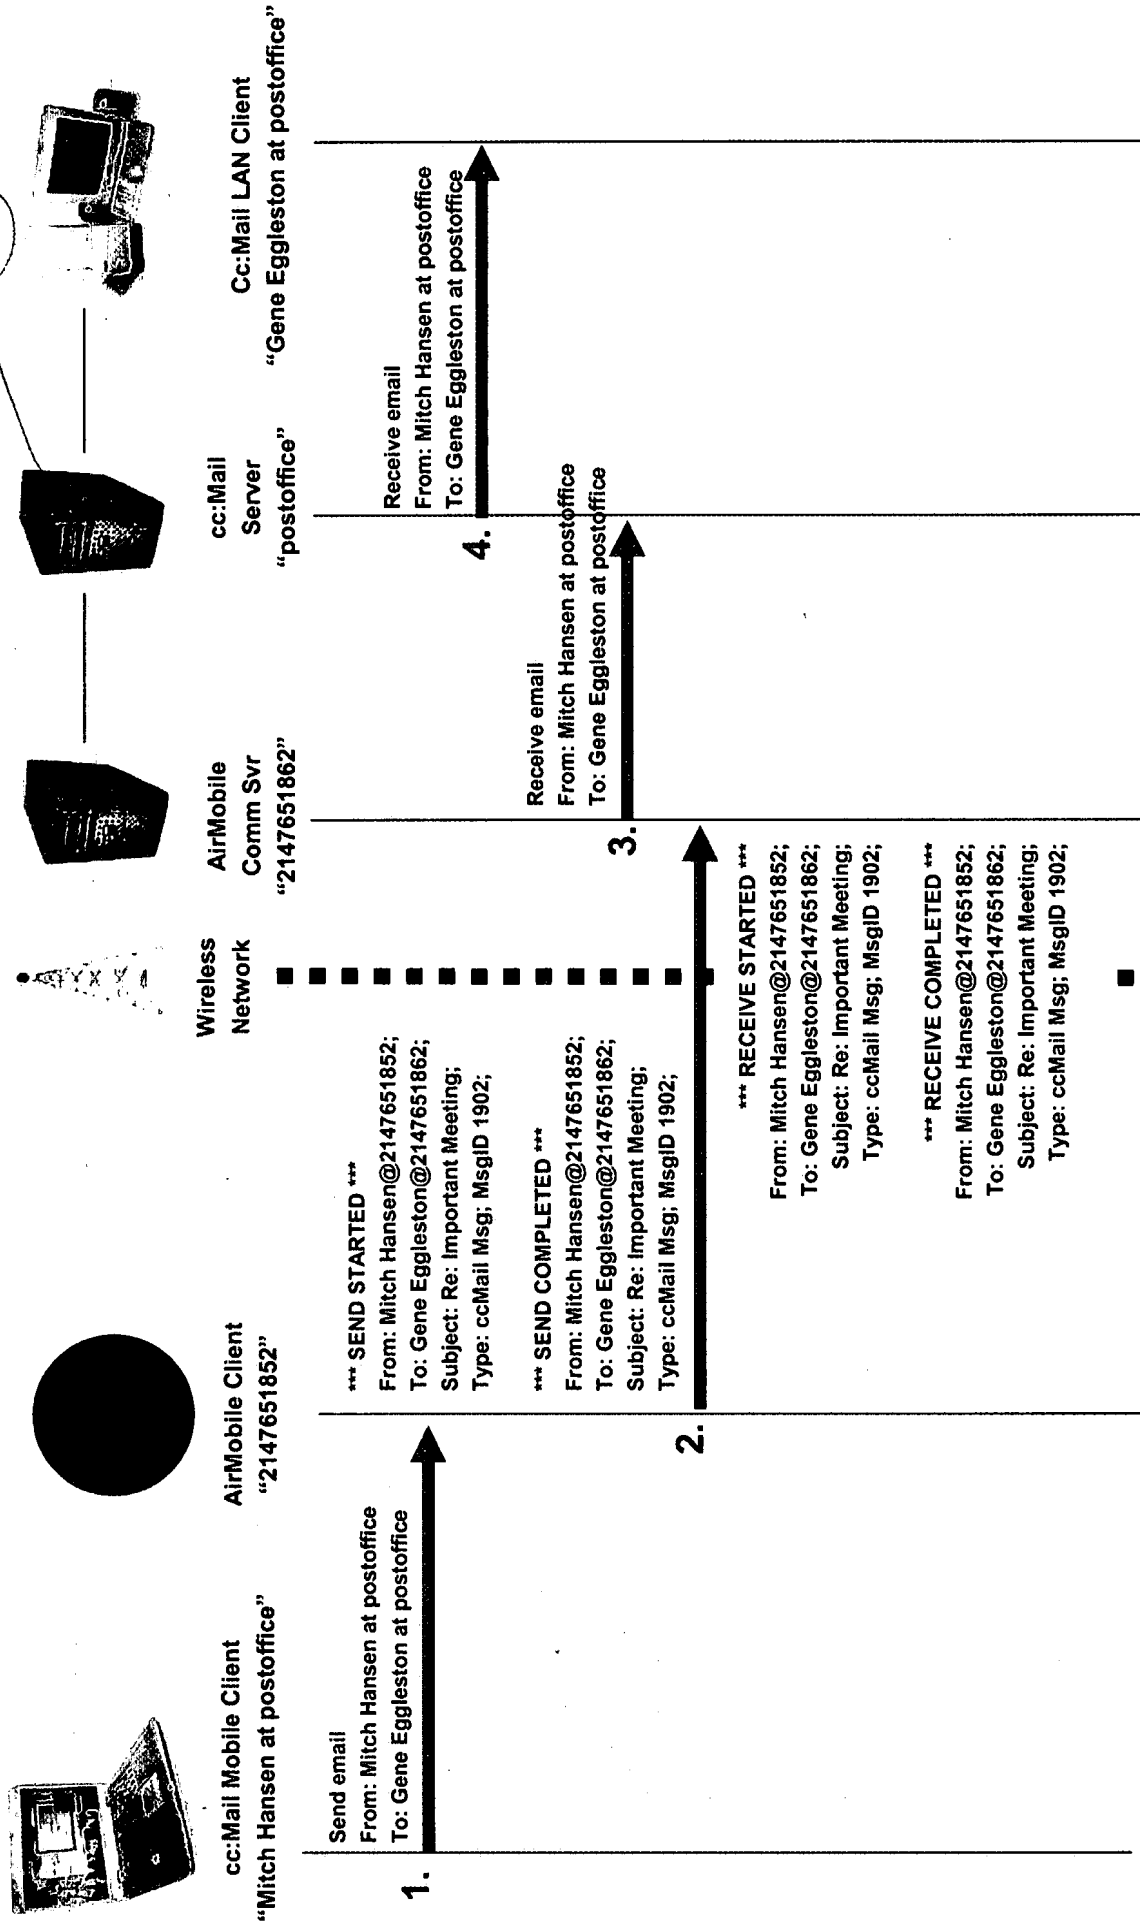 cc:Mail Mobile Client
“Mitch Hansen at postoffice”
AirMobile Client
“2147651852”
Wireless
Network
AirMobile
Comm Svr
“2147651862”
cc:Mail
Server
“postoffice”
Cc:Mail LAN Client
“Gene Eggleston at postoffice”
1.
Send email
From: Mitch Hansen at postoffice
To: Gene Eggleston at postoffice
*** SEND STARTED ***
From: Mitch Hansen@2147651852;
To: Gene Eggleston@2147651862;
Subject: Re: Important Meeting;
Type: ccMail Msg; MsgID 1902;
*** SEND COMPLETED ***
From: Mitch Hansen@2147651852;
To: Gene Eggleston@2147651862;
Subject: Re: Important Meeting;
Type: ccMail Msg; MsgID 1902;
2.
*** RECEIVE STARTED ***
From: Mitch Hansen@2147651852;
To: Gene Eggleston@2147651862;
Subject: Re: Important Meeting;
Type: ccMail Msg; MsgID 1902;
*** RECEIVE COMPLETED ***
From: Mitch Hansen@2147651852;
To: Gene Eggleston@2147651862;
Subject: Re: Important Meeting;
Type: ccMail Msg; MsgID 1902;
3.
Receive email
From: Mitch Hansen at postoffice
To: Gene Eggleston at postoffice
4.
Receive email
From: Mitch Hansen at postoffice
To: Gene Eggleston at postoffice